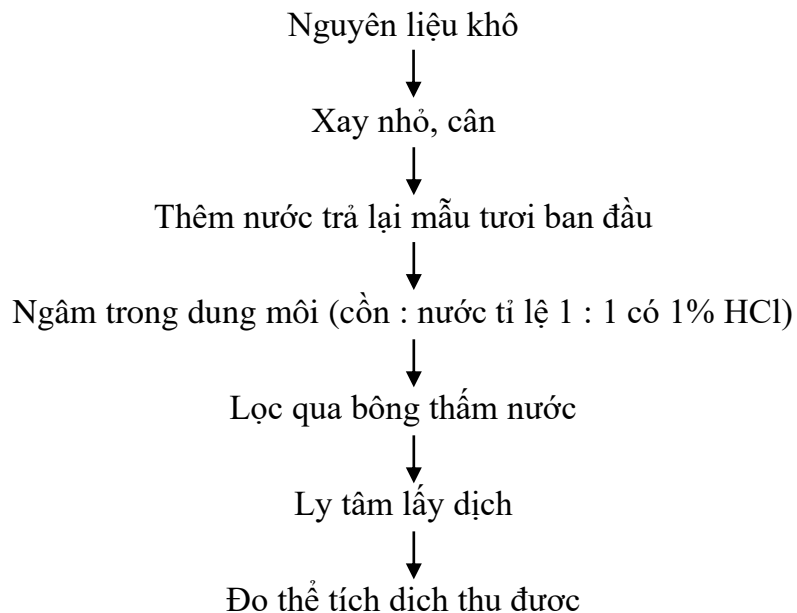 Nguyên liệu khô
Xay nhỏ, cân
Thêm nước trả lại mẫu tươi ban đầu
Ngâm trong dung môi (cồn : nước tỉ lệ 1 : 1 có 1% HCl)
Lọc qua bông thấm nước
Ly tâm lấy dịch
Đo thể tích dịch thu được